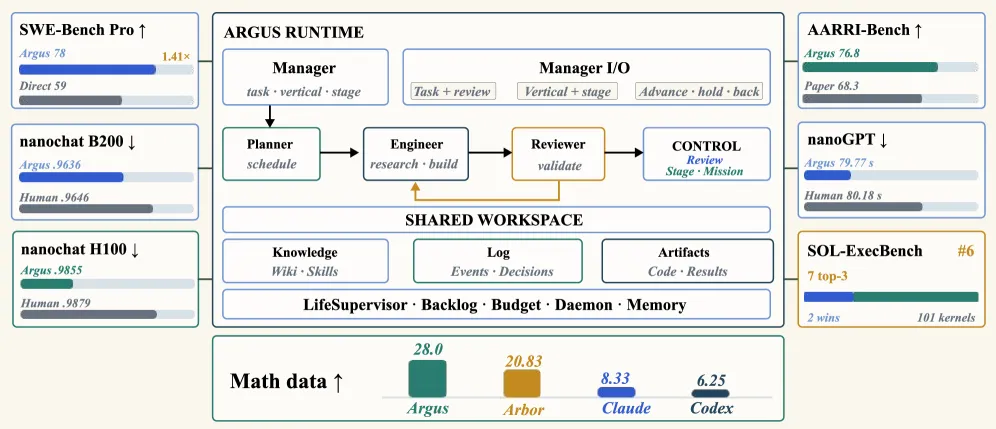 SWE-Bench Pro ↑
Argus 78
1.41×
Direct 59
nanochat B200 ↓
Argus .9636
Human .9646
nanochat H100 ↓
Argus .9855
Human .9879
ARGUS RUNTIME
Manager
task · vertical · stage
Manager I/O
Task + review
Vertical + stage
Advance · hold · back
Planner
schedule
Engineer
research · build
Reviewer
validate
CONTROL
Review
Stage · Mission
SHARED WORKSPACE
Knowledge
Wiki · Skills
Log
Events · Decisions
Artifacts
Code · Results
LifeSupervisor · Backlog · Budget · Daemon · Memory
AARRI-Bench ↑
Argus 76.8
Paper 68.3
nanoGPT ↓
Argus 79.77 s
Human 80.18 s
SOL-ExecBench #6
7 top-3
2 wins
101 kernels
Math data ↑
28.0
Argus
20.83
Arbor
8.33
Claude
6.25
Codex